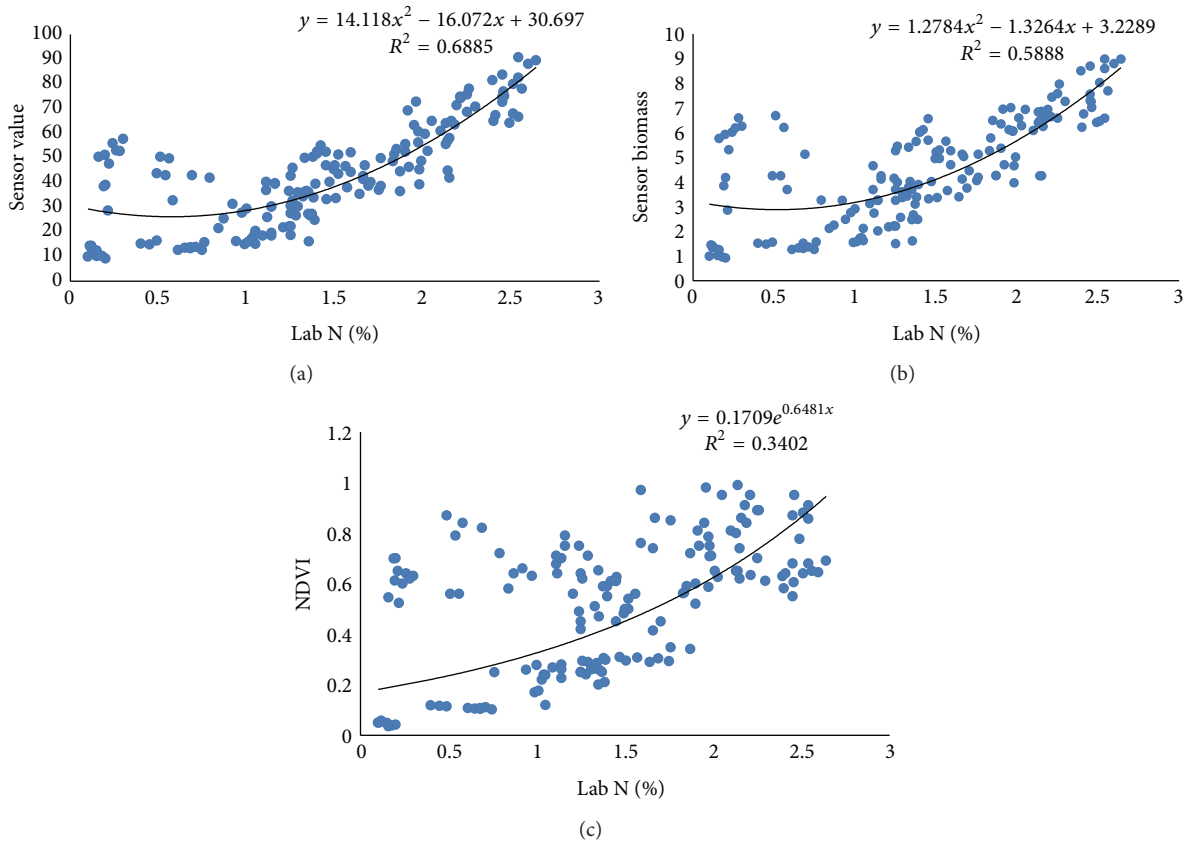 y = 14.118x² − 16.072x + 30.697
R² = 0.6885
100
90
80
70
60
50
40
30
20
10
0
Sensor value
0 0.5 1 1.5 2 2.5 3
Lab N (%)
(a)
y = 1.2784x² − 1.3264x + 3.2289
R² = 0.5888
10
9
8
7
6
5
4
3
2
1
0
Sensor biomass
0 0.5 1 1.5 2 2.5 3
Lab N (%)
(b)
y = 0.1709e^{0.6481x}
R² = 0.3402
1.2
1
0.8
0.6
0.4
0.2
0
NDVI
0 0.5 1 1.5 2 2.5 3
Lab N (%)
(c)